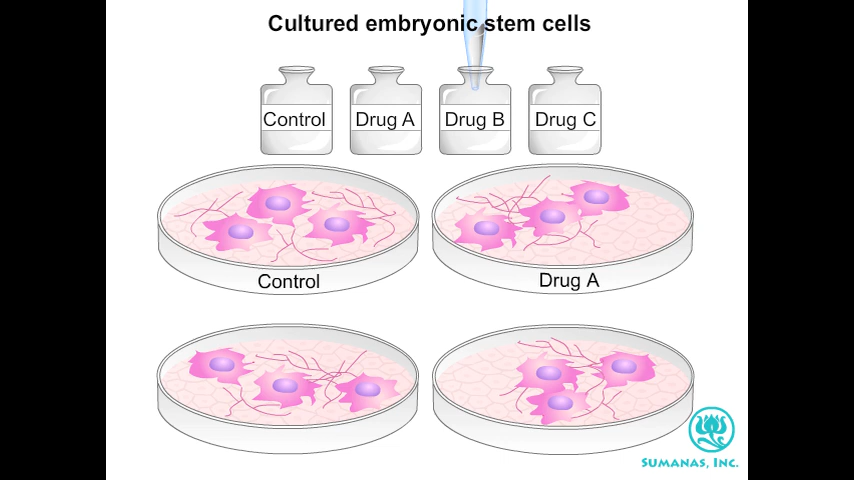 Cultured embryonic stem cells
Control
Drug A
Drug B
Drug C
Control
Drug A
SUMANAS, INC.